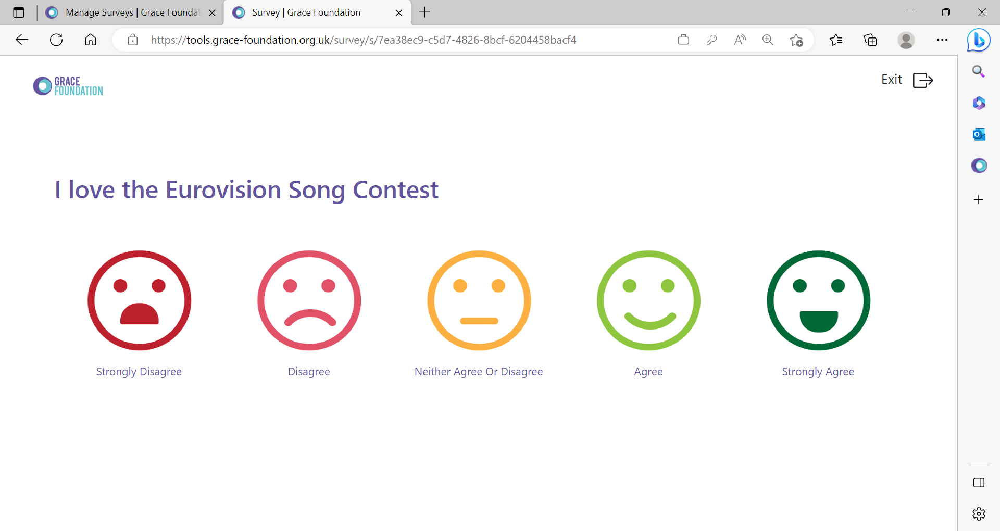 Manage Surveys | Grace Foundat
Survey | Grace Foundation
https://tools.grace-foundation.org.uk/survey/s/7ea38ec9-c5d7-4826-8bcf-6204458bacf4
GRACE
FOUNDATION
Exit
I love the Eurovision Song Contest
Strongly Disagree
Disagree
Neither Agree Or Disagree
Agree
Strongly Agree